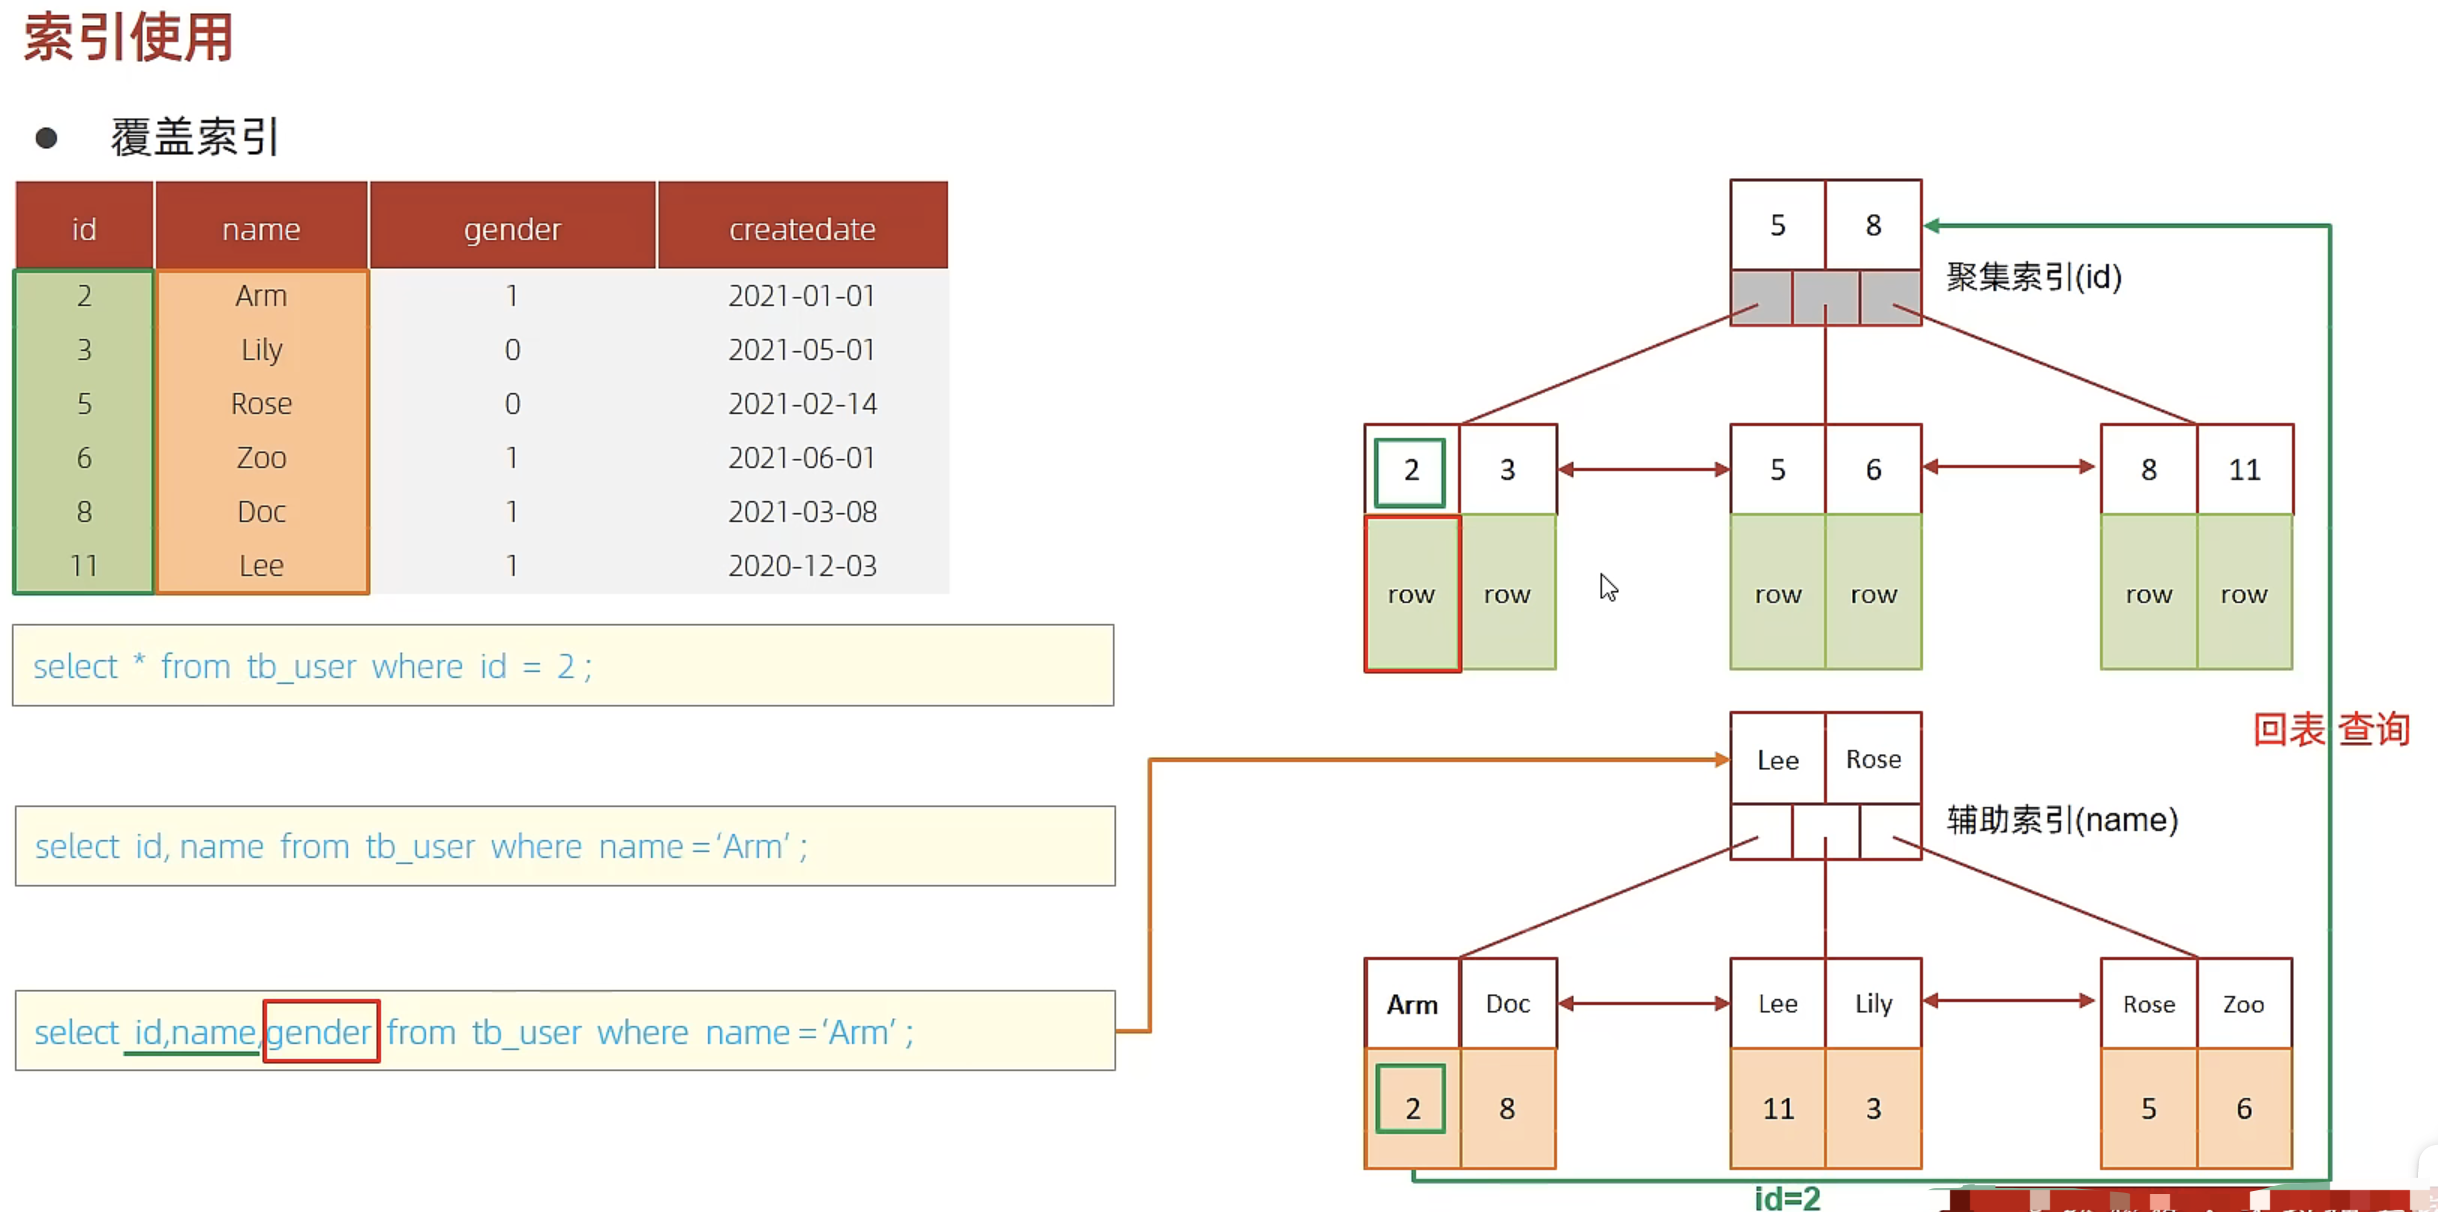 索引使用
● 覆盖索引
id name gender createdate
2 Arm 1 2021-01-01
3 Lily 0 2021-05-01
5 Rose 0 2021-02-14
6 Zoo 1 2021-06-01
8 Doc 1 2021-03-08
11 Lee 1 2020-12-03
select * from tb_user where id = 2 ;
select id, name from tb_user where name = ‘Arm’ ;
select id,name,gender from tb_user where name = ‘Arm’ ;
5 8
聚集索引(id)
2 3 5 6 8 11
row row row row row row
回表 查询
Lee Rose
辅助索引(name)
Arm Doc Lee Lily Rose Zoo
2 8 11 3 5 6
id=2